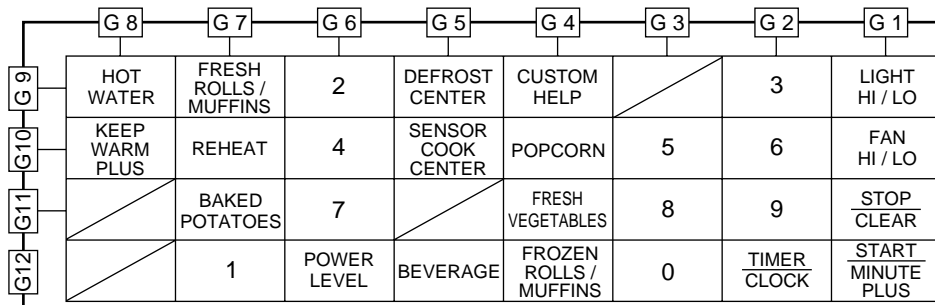 G 8 G 7 G 6 G 5 G 4 G 3 G 2 G 1
G 9
HOT
WATER
FRESH
ROLLS /
MUFFINS
2
DEFROST
CENTER
CUSTOM
HELP
3
LIGHT
HI / LO
G10
KEEP
WARM
PLUS
REHEAT
4
SENSOR
COOK
CENTER
POPCORN
5
6
FAN
HI / LO
G11
BAKED
POTATOES
7
FRESH
VEGETABLES
8
9
STOP
CLEAR
G12
1
POWER
LEVEL
BEVERAGE
FROZEN
ROLLS /
MUFFINS
0
TIMER
CLOCK
START
MINUTE
PLUS